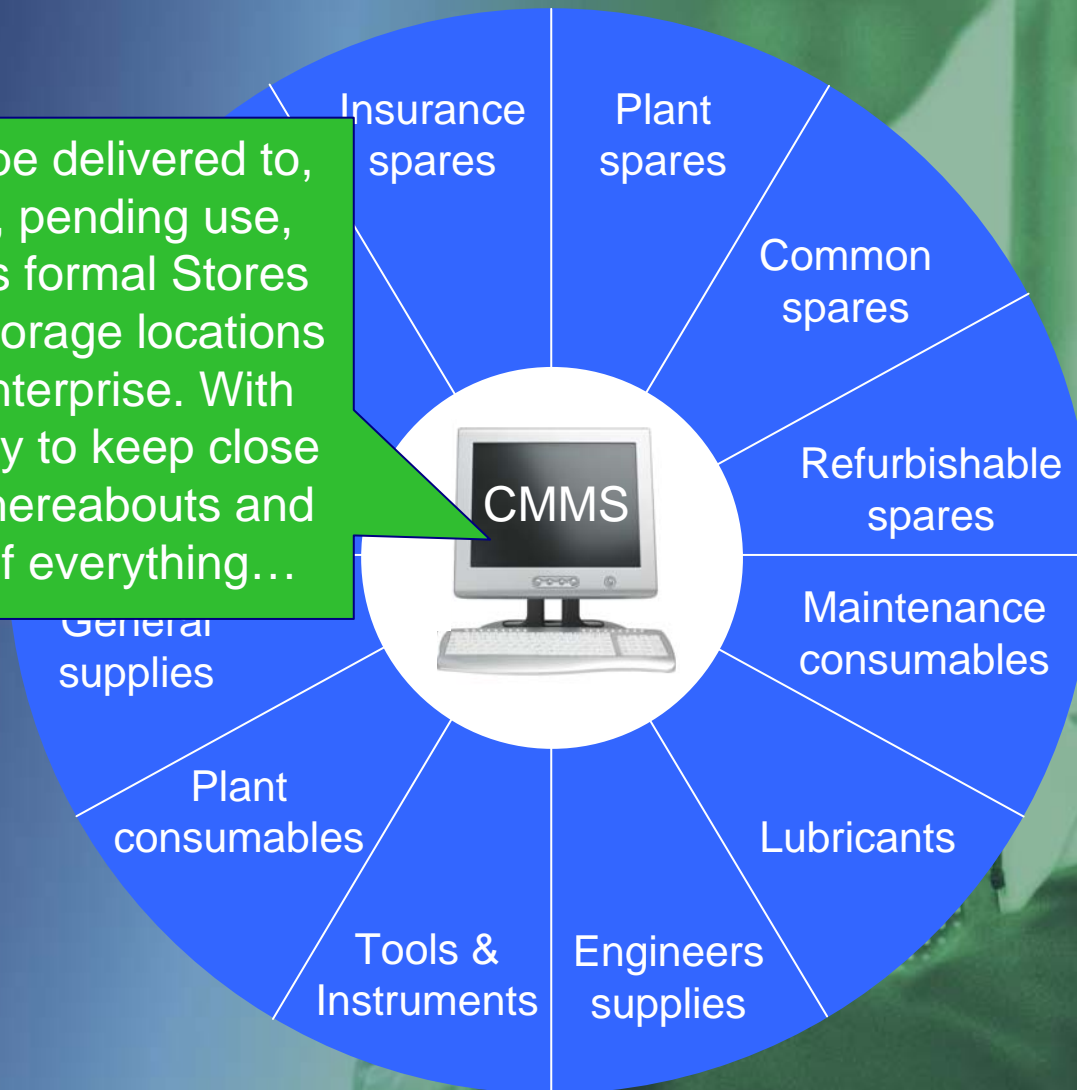 Insurance
spares
Plant
spares
be delivered to,
, pending use,
s formal Stores
orage locations
nterprise. With
y to keep close
hereabouts and
f everything…
Common
spares
Refurbishable
spares
CMMS
Maintenance
consumables
General
supplies
Plant
consumables
Lubricants
Tools &
Instruments
Engineers
supplies